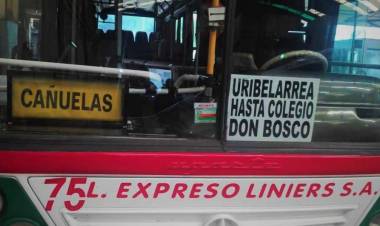 CAÑUELAS
URIBELARREA
HASTA COLEGIO
DON BOSCO
75 L. EXPRESO LINIERS S.A.